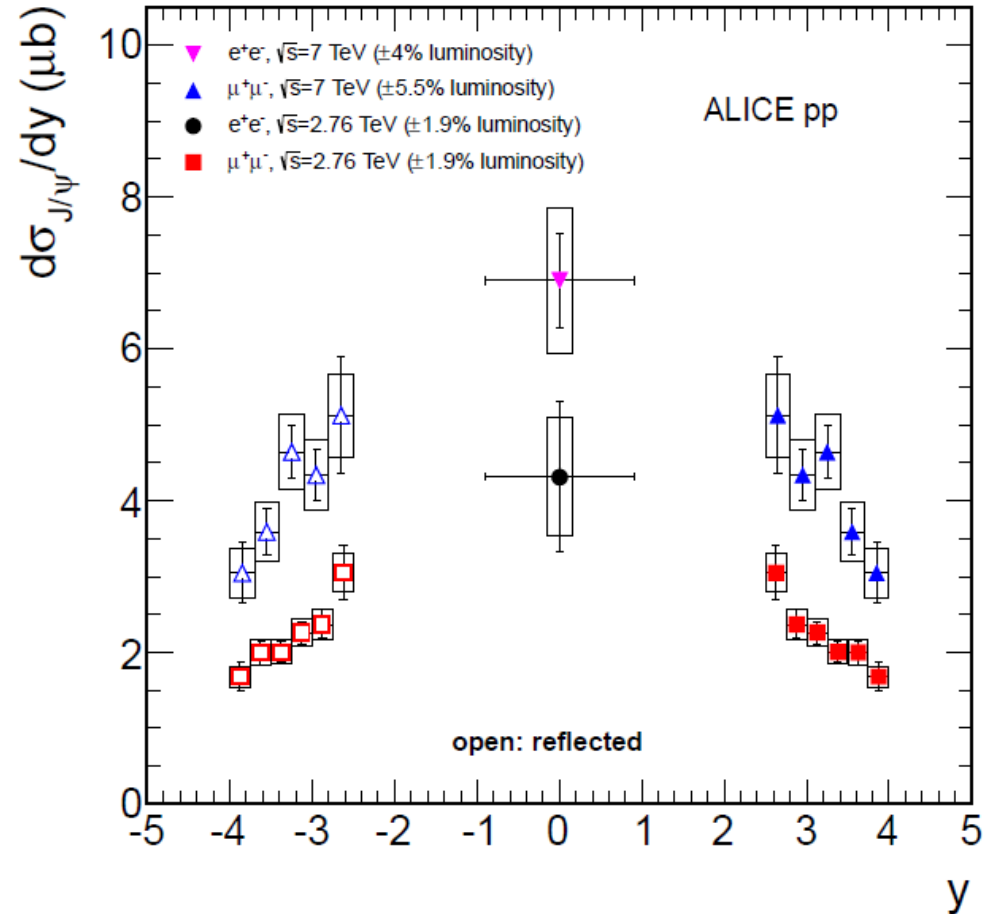 dσJ/ψ/dy (μb)
10
8
6
4
2
0
e⁺e⁻, √s=7 TeV (±4% luminosity)
μ⁺μ⁻, √s=7 TeV (±5.5% luminosity)
e⁺e⁻, √s=2.76 TeV (±1.9% luminosity)
μ⁺μ⁻, √s=2.76 TeV (±1.9% luminosity)
ALICE pp
open: reflected
-5 -4 -3 -2 -1 0 1 2 3 4 5
y